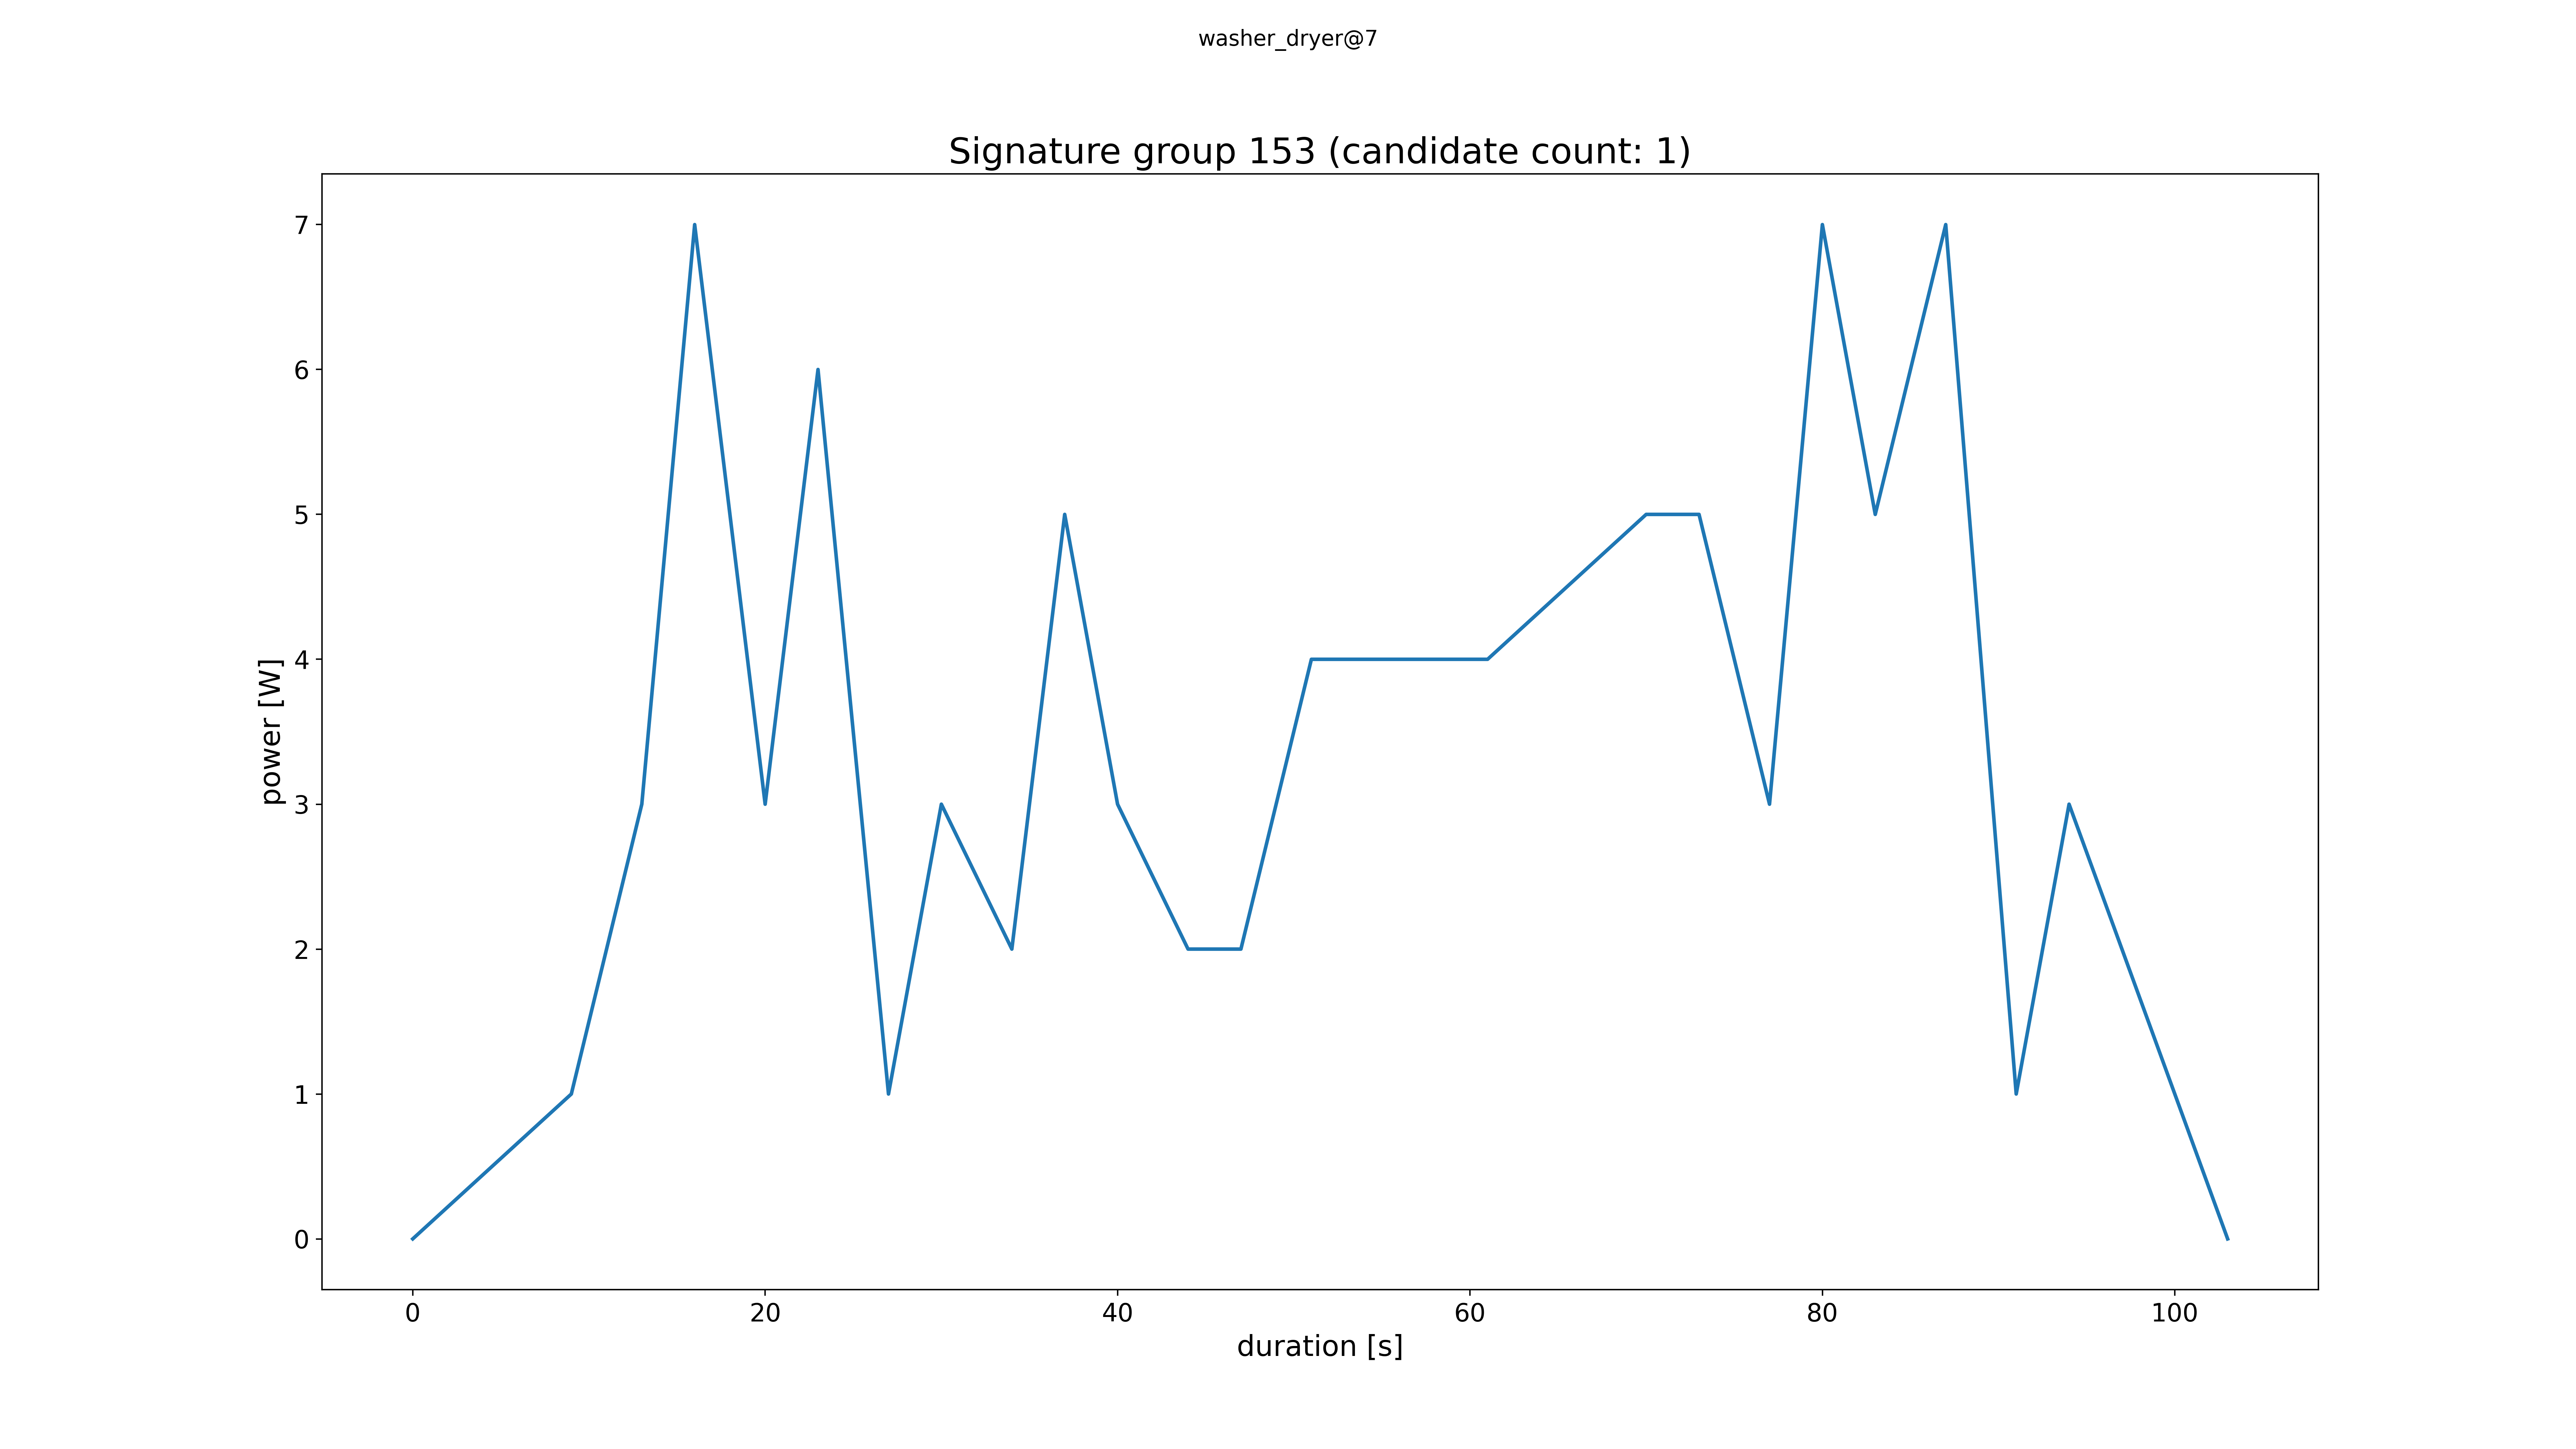 washer_dryer@7
Signature group 153 (candidate count: 1)
7
6
5
4
3
2
1
0
power [W]
0 20 40 60 80 100
duration [s]